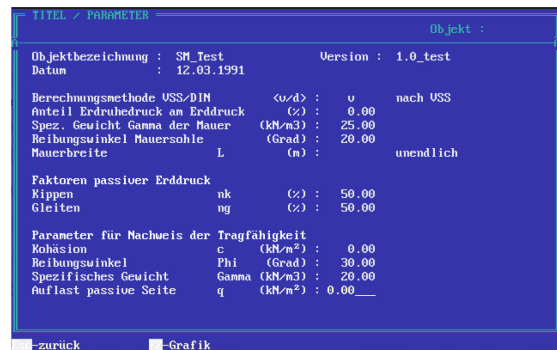 TITEL / PARAMETER
Objekt :
Objektbezeichnung : SM_Test Version : 1.0_test
Datum : 12.03.1991
Berechnungsmethode VSS/DIN <v/d> : v nach VSS
Anteil Erdruhedruck am Erddruck (%) : 0.00
Spez. Gewicht Gamma der Mauer (kN/m3) : 25.00
Reibungswinkel Mauersohle (Grad) : 20.00
Mauerbreite L (m) : unendlich
Faktoren passiver Erddruck
Kippen nk (%) : 50.00
Gleiten ng (%) : 50.00
Parameter für Nachweis der Tragfähigkeit
Kohäsion c (kN/m²) : 0.00
Reibungswinkel Phi (Grad) : 30.00
Spezifisches Gewicht Gamma (kN/m3) : 20.00
Auflast passive Seite q (kN/m²) : 0.00___
-zurück -Grafik